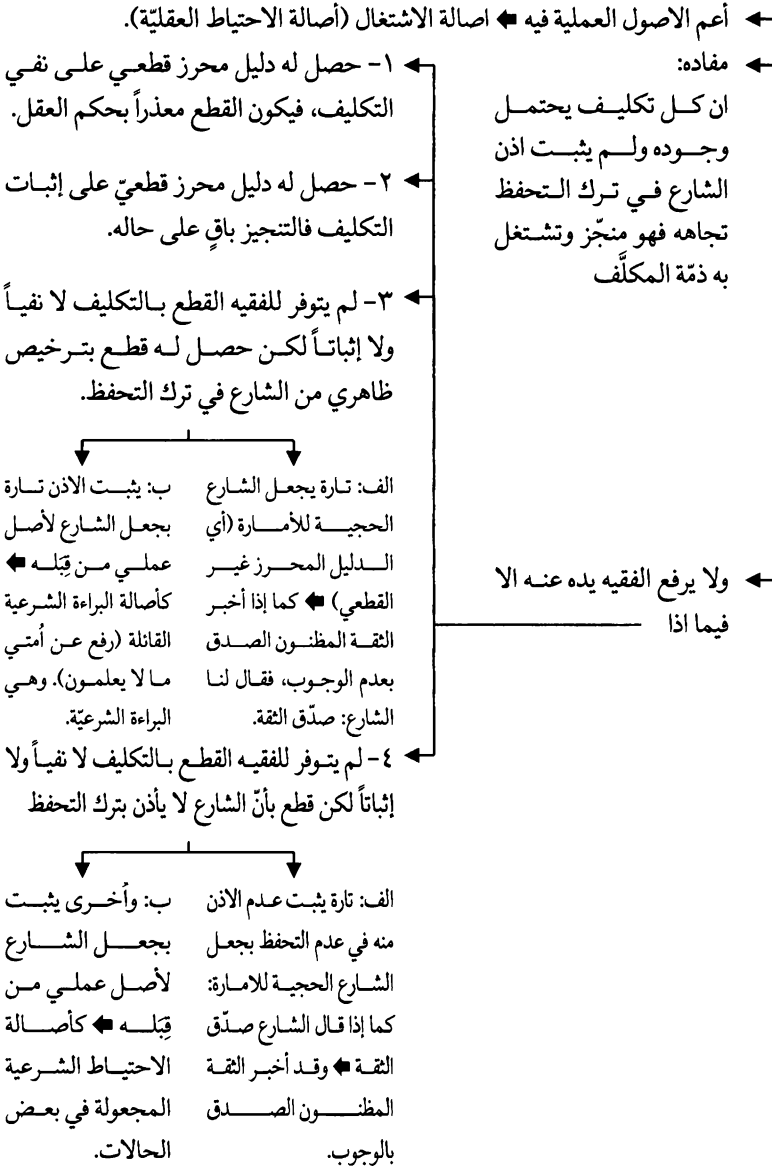 أعم الاصول العملية فيه ⬅ اصالة الاشتغال (أصالة الاحتياط العقليّة).
مفاده:
ان كل تكليف يحتمل
وجوده ولم يثبت اذن
الشارع في ترك التحفظ
تجاهه فهو منجّز وتشتغل
به ذمّة المكلَّف
ولا يرفع الفقيه يده عنه الا
فيما اذا
١- حصل له دليل محرز قطعي على نفي
التكليف، فيكون القطع معذراً بحكم العقل.
٢- حصل له دليل محرز قطعيّ على إثبات
التكليف فالتنجيز باقٍ على حاله.
٣- لم يتوفر للفقيه القطع بالتكليف لا نفياً
ولا إثباتاً لكن حصل له قطع بترخيص
ظاهري من الشارع في ترك التحفظ.
الف: تارة يجعل الشارع
الحجية للأمارة (أي
الدليل المحرز غير
القطعي) ⬅ كما إذا أخبر
الثقة المظنون الصدق
بعدم الوجوب، فقال لنا
الشارع: صدّق الثقة.
ب: يثبت الاذن تارة
بجعل الشارع لأصل
عملي من قِبَله ⬅
كأصالة البراءة الشرعية
القائلة (رفع عن اُمتي
ما لا يعلمون). وهي
البراءة الشرعيّة.
٤- لم يتوفر للفقيه القطع بالتكليف لا نفياً ولا
إثباتاً لكن قطع بأنّ الشارع لا يأذن بترك التحفظ
الف: تارة يثبت عدم الاذن
منه في عدم التحفظ بجعل
الشارع الحجية للامارة:
كما إذا قال الشارع صدّق
الثقة ⬅ وقد أخبر الثقة
المظنون الصدق
بالوجوب.
ب: واُخرى يثبت
بجعل الشارع
لأصل عملي من
قِبَله ⬅ كأصالة
الاحتياط الشرعية
المجعولة في بعض
الحالات.